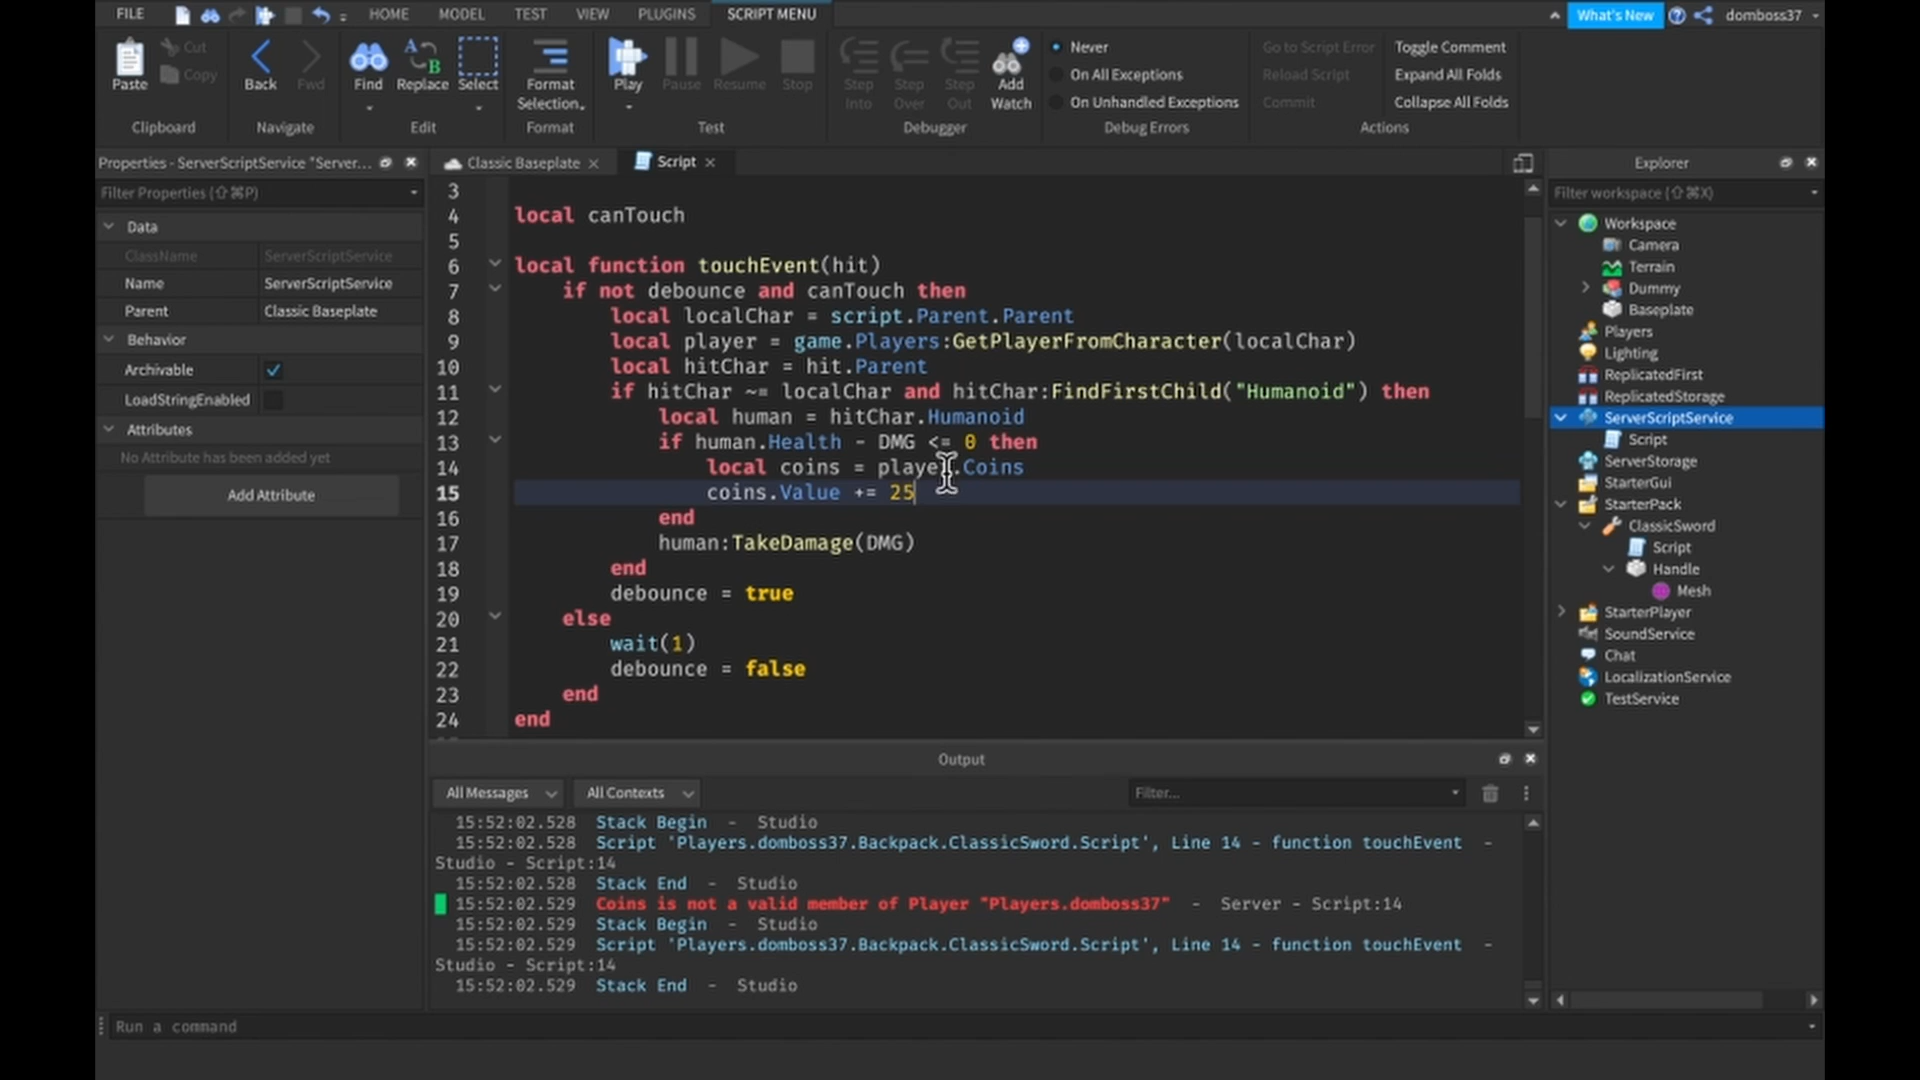 FILE HOME MODEL TEST VIEW PLUGINS SCRIPT MENU What's New domboss37
Paste Cut Copy Back Fwd Find Replace Select Format Selection Play Pause Resume Stop Step Into Step Over Step Out Add Watch
Never
On All Exceptions
On Unhandled Exceptions
Go to Script Error
Reload Script
Commit
Toggle Comment
Expand All Folds
Collapse All Folds
Clipboard Navigate Edit Format Test Debugger Debug Errors Actions
Properties - ServerScriptService "Server...
Filter Properties (⇧⌘P)
Data
ClassName ServerScriptService
Name ServerScriptService
Parent Classic Baseplate
Behavior
Archivable
LoadStringEnabled
Attributes
No Attribute has been added yet
Add Attribute
Classic Baseplate Script
3
4 local canTouch
5
6 local function touchEvent(hit)
7 if not debounce and canTouch then
8 local localChar = script.Parent.Parent
9 local player = game.Players:GetPlayerFromCharacter(localChar)
10 local hitChar = hit.Parent
11 if hitChar ~= localChar and hitChar:FindFirstChild("Humanoid") then
12 local human = hitChar.Humanoid
13 if human.Health - DMG <= 0 then
14 local coins = player.Coins
15 coins.Value += 25
16 end
17 human:TakeDamage(DMG)
18 end
19 debounce = true
20 else
21 wait(1)
22 debounce = false
23 end
24 end
Output
All Messages All Contexts Filter...
15:52:02.528 Stack Begin - Studio
15:52:02.528 Script 'Players.domboss37.Backpack.ClassicSword.Script', Line 14 - function touchEvent -
Studio - Script:14
15:52:02.528 Stack End - Studio
15:52:02.529 Coins is not a valid member of Player "Players.domboss37" - Server - Script:14
15:52:02.529 Stack Begin - Studio
15:52:02.529 Script 'Players.domboss37.Backpack.ClassicSword.Script', Line 14 - function touchEvent -
Studio - Script:14
15:52:02.529 Stack End - Studio
Run a command
Explorer
Filter workspace (⇧⌘X)
Workspace
Camera
Terrain
Dummy
Baseplate
Players
Lighting
ReplicatedFirst
ReplicatedStorage
ServerScriptService
Script
ServerStorage
StarterGui
StarterPack
ClassicSword
Script
Handle
Mesh
StarterPlayer
SoundService
Chat
LocalizationService
TestService